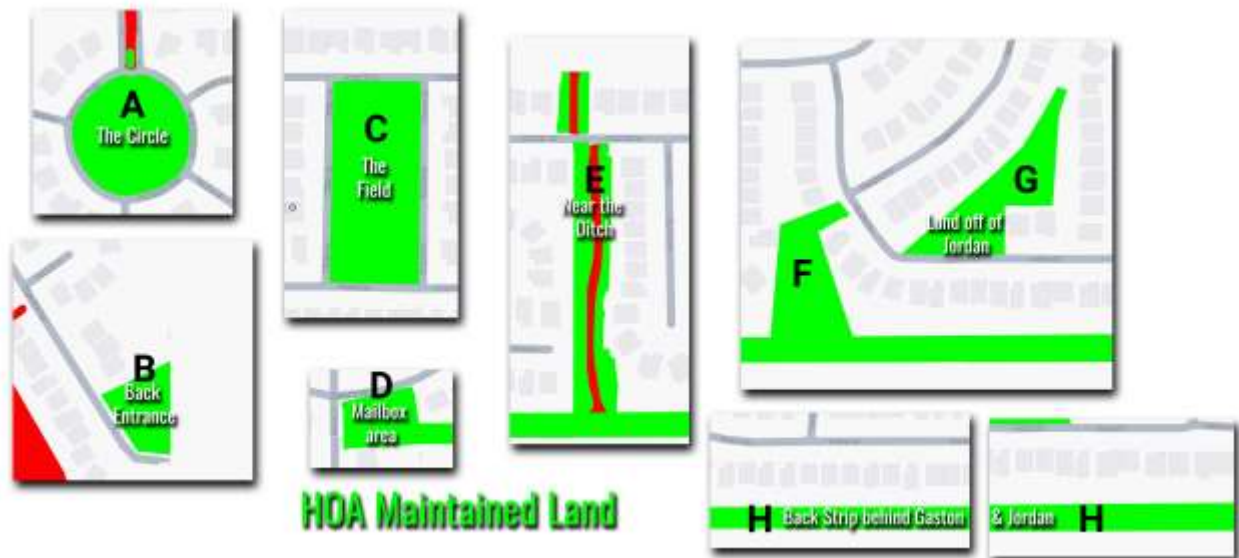 A
The Circle
B
Back
Entrance
C
The
Field
D
Mailbox
area
E
Near the
Ditch
F
G
Land off of
Jordan
H Back Strip behind Gaston & Jordan H
HOA Maintained Land